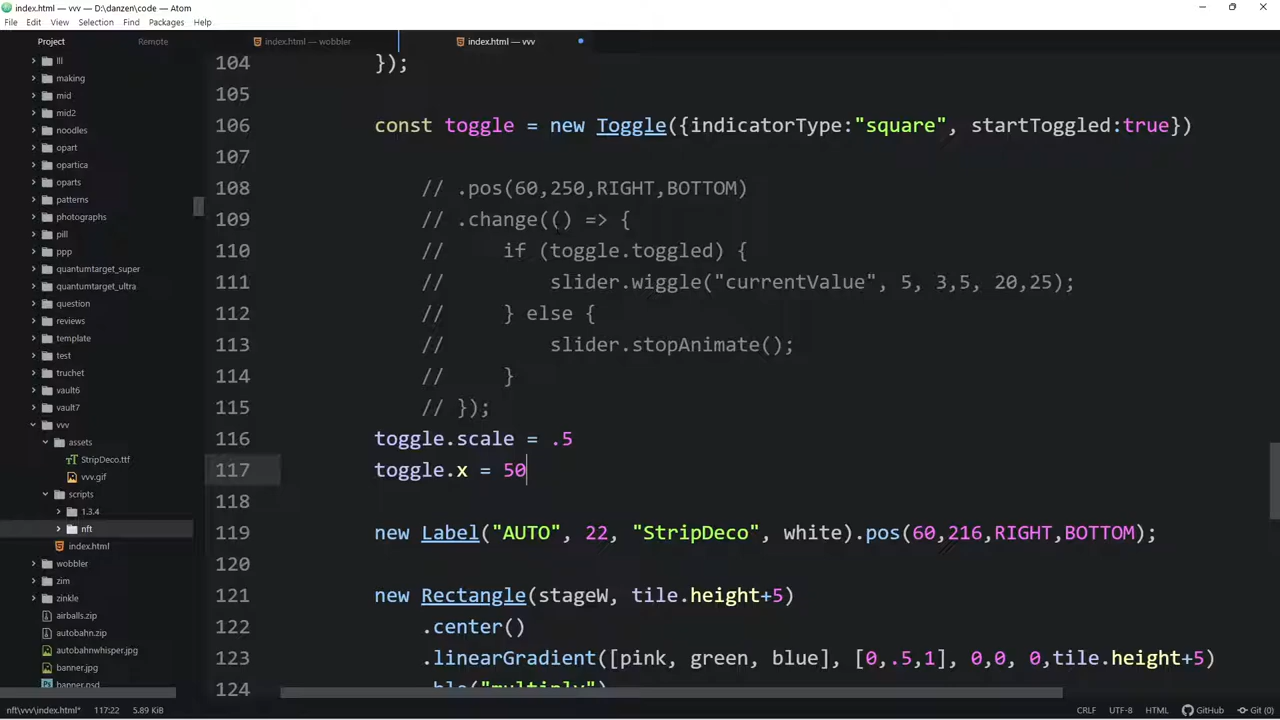 index.html — vvv — D:\danzen\code — Atom
File Edit View Selection Find Packages Help
Project Remote
index.html — wobbler
index.html — vvv
lll
making
mid
mid2
noodles
opart
opartica
oparts
patterns
photographs
pill
ppp
quantumtarget_super
quantumtarget_ultra
question
reviews
template
test
truchet
vault6
vault7
vvv
assets
StripDeco.ttf
vvv.gif
scripts
1.3.4
nft
index.html
wobbler
zim
zinkle
airballs.zip
autobahn.zip
autobahnwhisper.jpg
banner.jpg
banner.psd
104 });
105
106 const toggle = new Toggle({indicatorType:"square", startToggled:true})
107
108 // .pos(60,250,RIGHT,BOTTOM)
109 // .change(() => {
110 //     if (toggle.toggled) {
111 //         slider.wiggle("currentValue", 5, 3,5, 20,25);
112 //     } else {
113 //         slider.stopAnimate();
114 //     }
115 // });
116 toggle.scale = .5
117 toggle.x = 50
118
119 new Label("AUTO", 22, "StripDeco", white).pos(60,216,RIGHT,BOTTOM);
120
121 new Rectangle(stageW, tile.height+5)
122 .center()
123 .linearGradient([pink, green, blue], [0,.5,1], 0,0, 0,tile.height+5)
124 .ble("multiply")
nft\vvv\index.html* 117:22 5.89 KiB CRLF UTF-8 HTML GitHub Git (0)